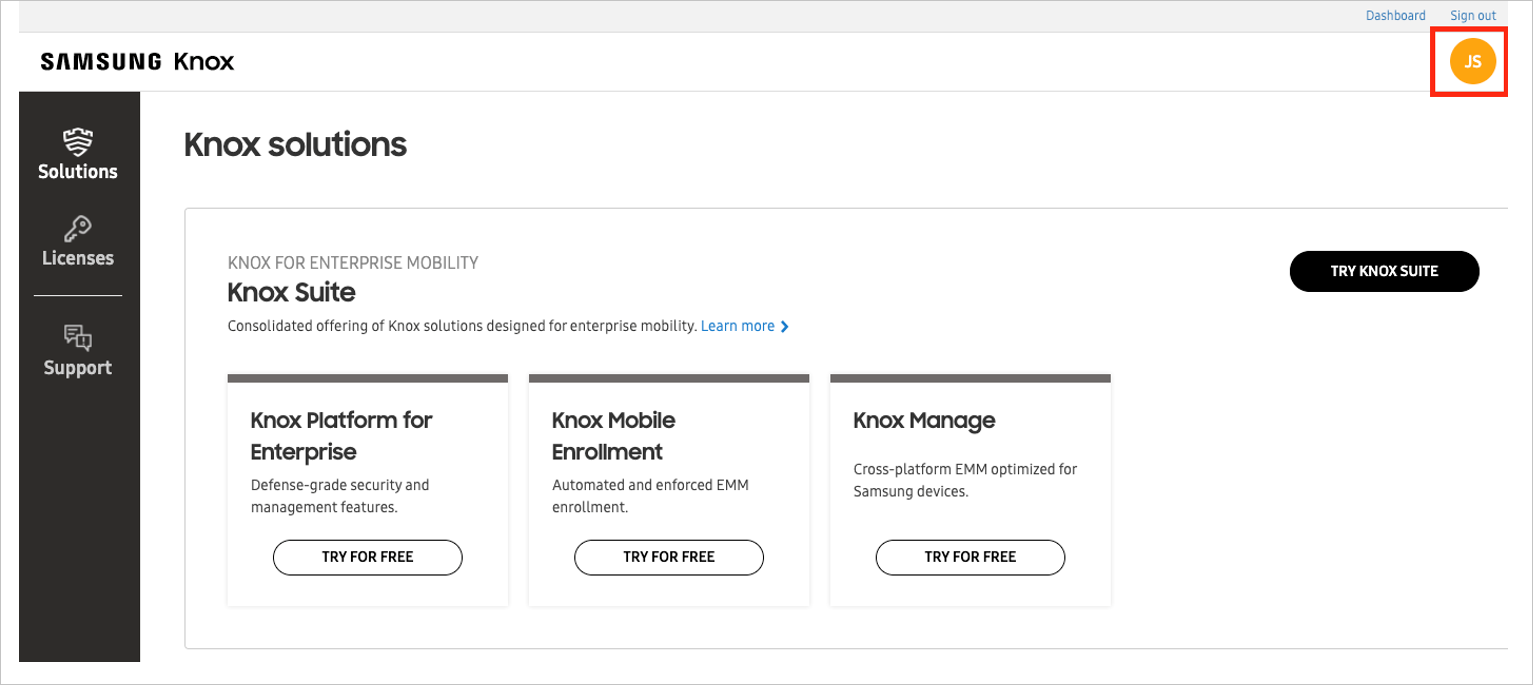 Dashboard Sign out
SAMSUNG Knox
JS
Solutions
Licenses
Support
Knox solutions
KNOX FOR ENTERPRISE MOBILITY
Knox Suite
Consolidated offering of Knox solutions designed for enterprise mobility. Learn more
TRY KNOX SUITE
Knox Platform for
Enterprise
Defense-grade security and
management features.
TRY FOR FREE
Knox Mobile
Enrollment
Automated and enforced EMM
enrollment.
TRY FOR FREE
Knox Manage
Cross-platform EMM optimized for
Samsung devices.
TRY FOR FREE